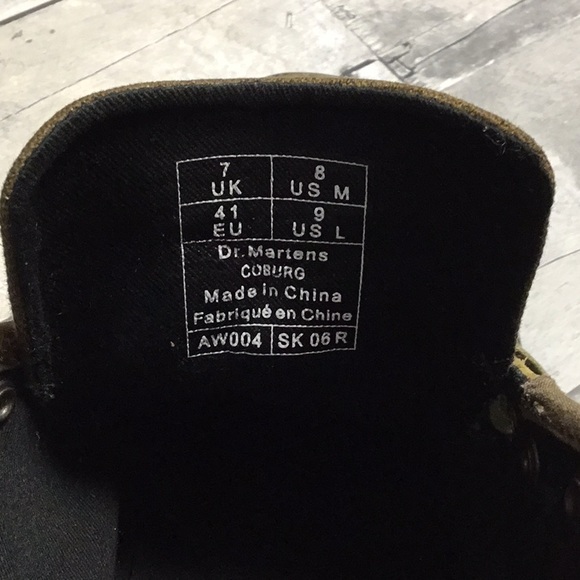 7 8
UK US M
41 9
EU US L
Dr. Martens
COBURG
Made in China
Fabriqué en Chine
AW004 SK 06 R